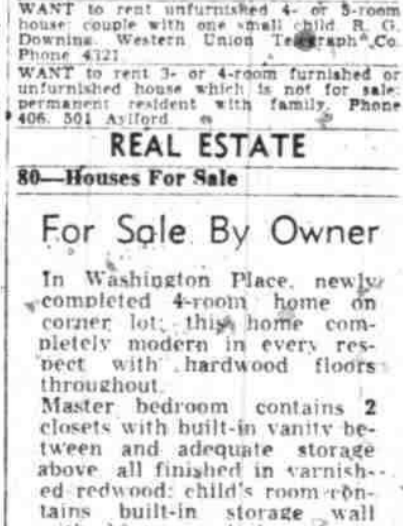 WANT to rent unfurnished 4- or 5-room
house: couple with one small child. R. G.
Downing, Western Union Telegraph Co.
Phone 4321
WANT to rent 3- or 4-room furnished or
unfurnished house which is not for sale:
permanent resident with family. Phone
406. 501 Aylford
REAL ESTATE
80—Houses For Sale
For Sale By Owner
In Washington Place, newly
completed 4-room home on
corner lot; this home com-
pletely modern in every res-
pect with hardwood floors
throughout.
Master bedroom contains 2
closets with built-in vanity be-
tween and adequate storage
above all finished in varnish-
ed redwood: child's room con-
tains built-in storage wall